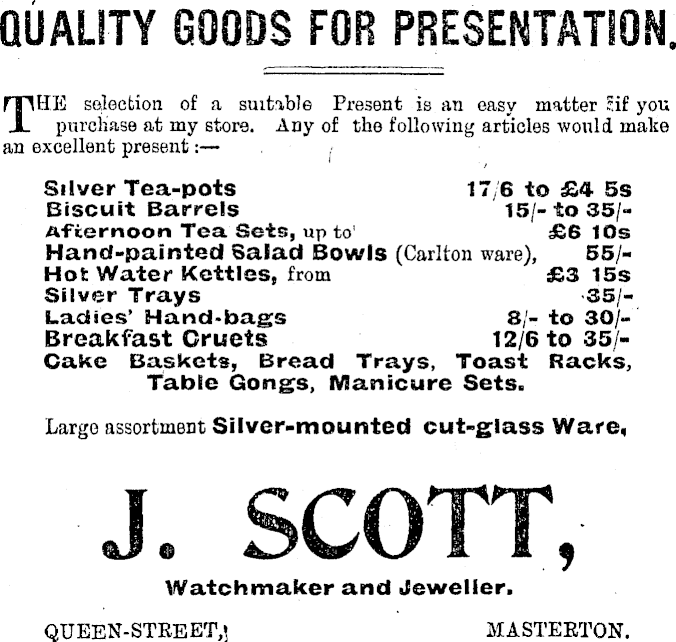 QUALITY GOODS FOR PRESENTATION.
THE selection of a suitable Present is an easy matter if you
purchase at my store. Any of the following articles would make
an excellent present :—
Silver Tea-pots 17/6 to £4 5s
Biscuit Barrels 15/- to 35/-
Afternoon Tea Sets, up to £6 10s
Hand-painted Salad Bowls (Carlton ware), 55/-
Hot Water Kettles, from £3 15s
Silver Trays 35/-
Ladies' Hand-bags 8/- to 30/-
Breakfast Cruets 12/6 to 35/-
Cake Baskets, Bread Trays, Toast Racks,
Table Gongs, Manicure Sets.
Large assortment Silver-mounted cut-glass Ware,
J. SCOTT,
Watchmaker and Jeweller.
QUEEN-STREET, MASTERTON.